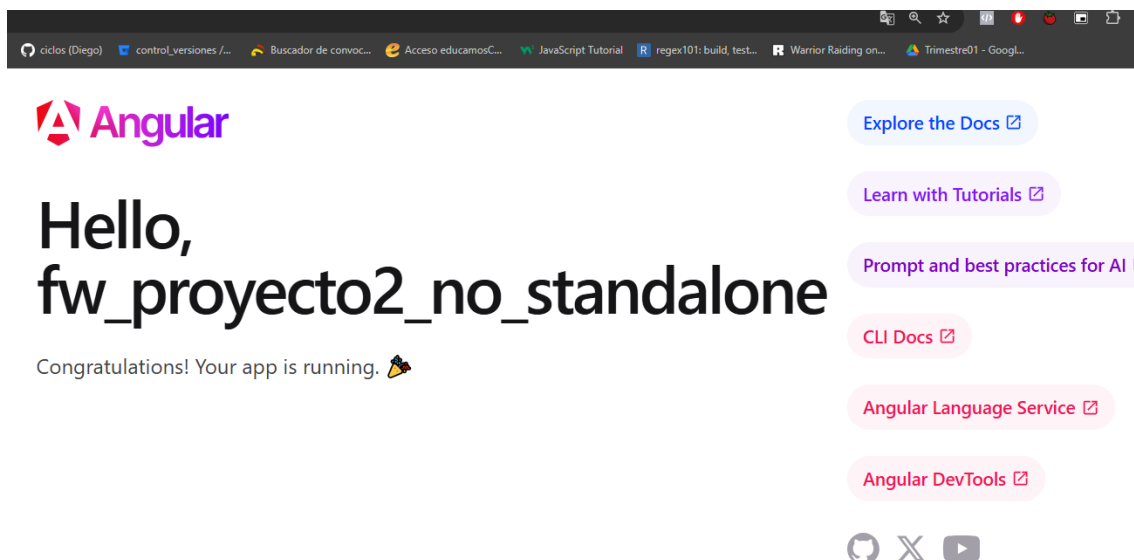 ciclos (Diego)
control_versiones /...
Buscador de convoc...
Acceso educamosC...
JavaScript Tutorial
R regex101: build, test...
R Warrior Raiding on...
Trimestre01 - Googl...
Angular
Hello,
fw_proyecto2_no_standalone
Congratulations! Your app is running. 🎉
Explore the Docs
Learn with Tutorials
Prompt and best practices for AI
CLI Docs
Angular Language Service
Angular DevTools